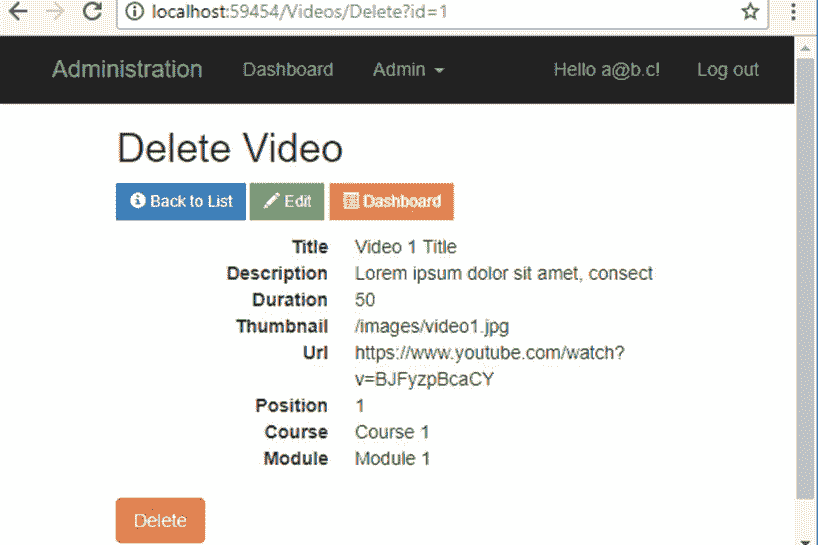 localhost:59454/Videos/Delete?id=1
Administration Dashboard Admin Hello a@b.c! Log out
Delete Video
Back to List Edit Dashboard
Title Video 1 Title
Description Lorem ipsum dolor sit amet, consect
Duration 50
Thumbnail /images/video1.jpg
Url https://www.youtube.com/watch?
v=BJFyzpBcaCY
Position 1
Course Course 1
Module Module 1
Delete